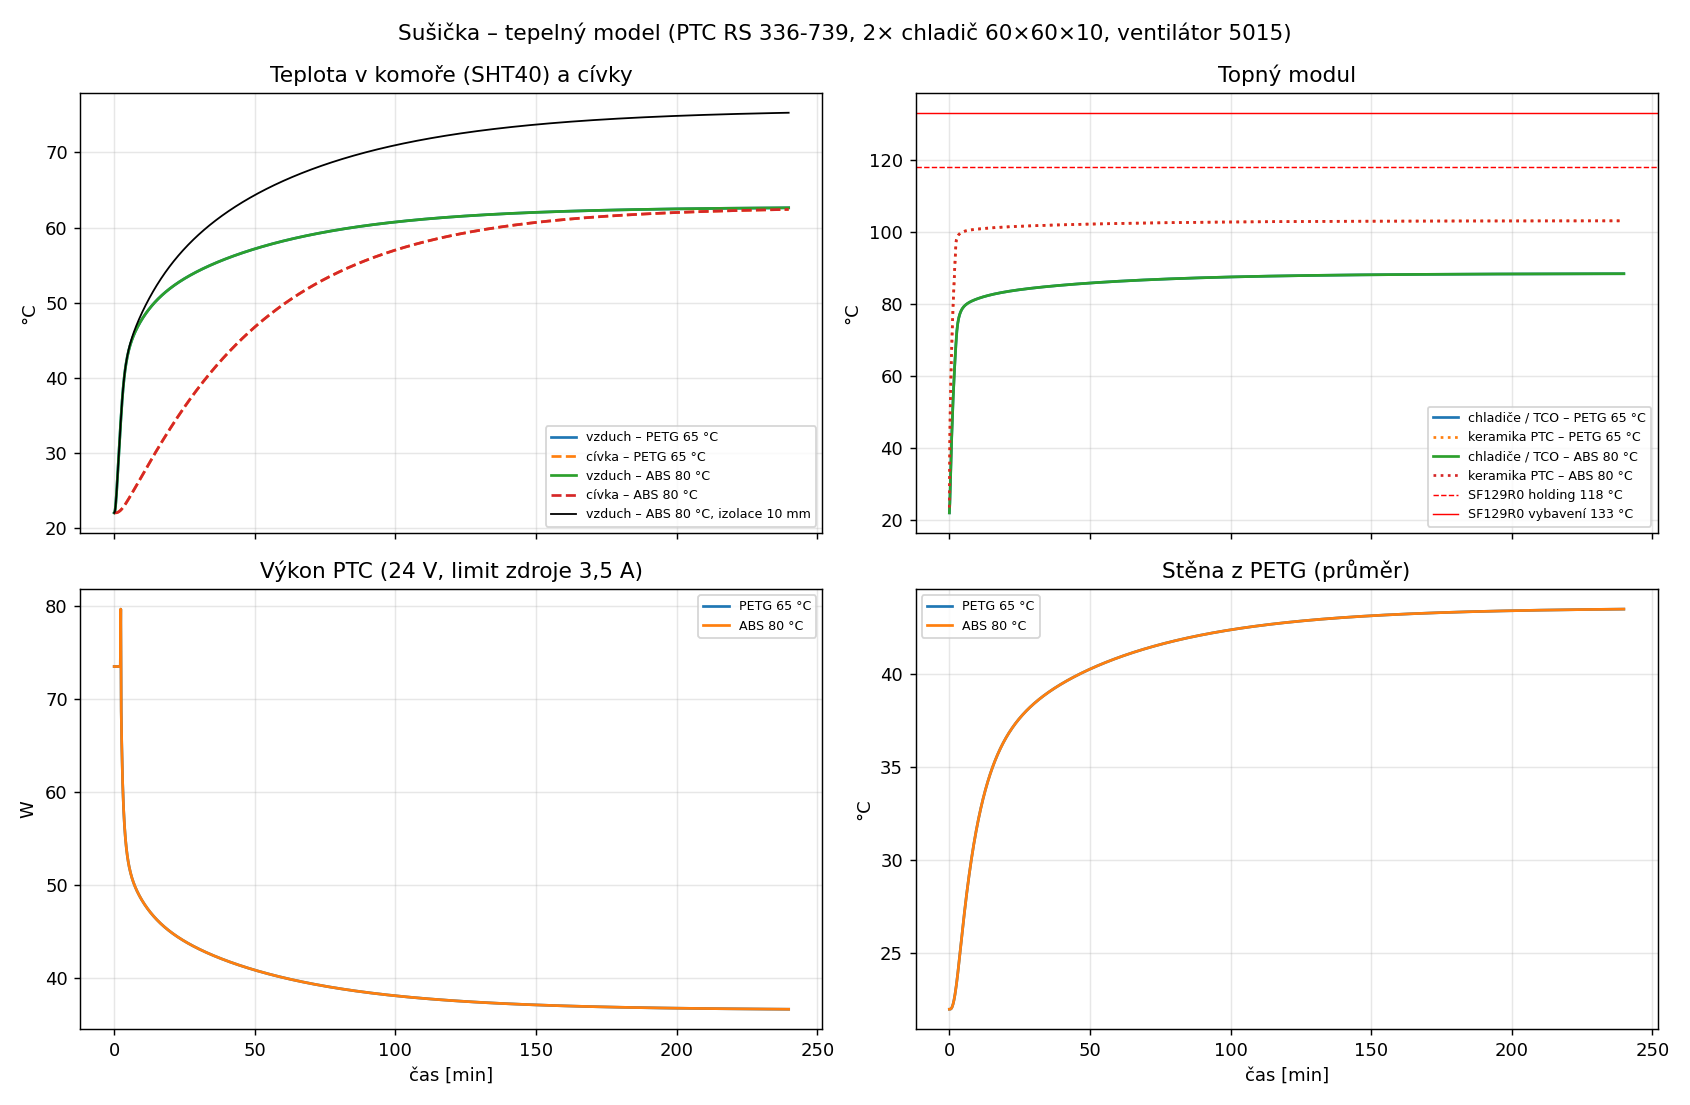 Sušička – tepelný model (PTC RS 336-739, 2× chladič 60×60×10, ventilátor 5015)
Teplota v komoře (SHT40) a cívky
°C
70
60
50
40
30
20
vzduch – PETG 65 °C
cívka – PETG 65 °C
vzduch – ABS 80 °C
cívka – ABS 80 °C
vzduch – ABS 80 °C, izolace 10 mm
Topný modul
°C
120
100
80
60
40
20
chladiče / TCO – PETG 65 °C
keramika PTC – PETG 65 °C
chladiče / TCO – ABS 80 °C
keramika PTC – ABS 80 °C
SF129R0 holding 118 °C
SF129R0 vybavení 133 °C
Výkon PTC (24 V, limit zdroje 3,5 A)
W
80
70
60
50
40
PETG 65 °C
ABS 80 °C
0 50 100 150 200 250
čas [min]
Stěna z PETG (průměr)
°C
40
35
30
25
PETG 65 °C
ABS 80 °C
0 50 100 150 200 250
čas [min]